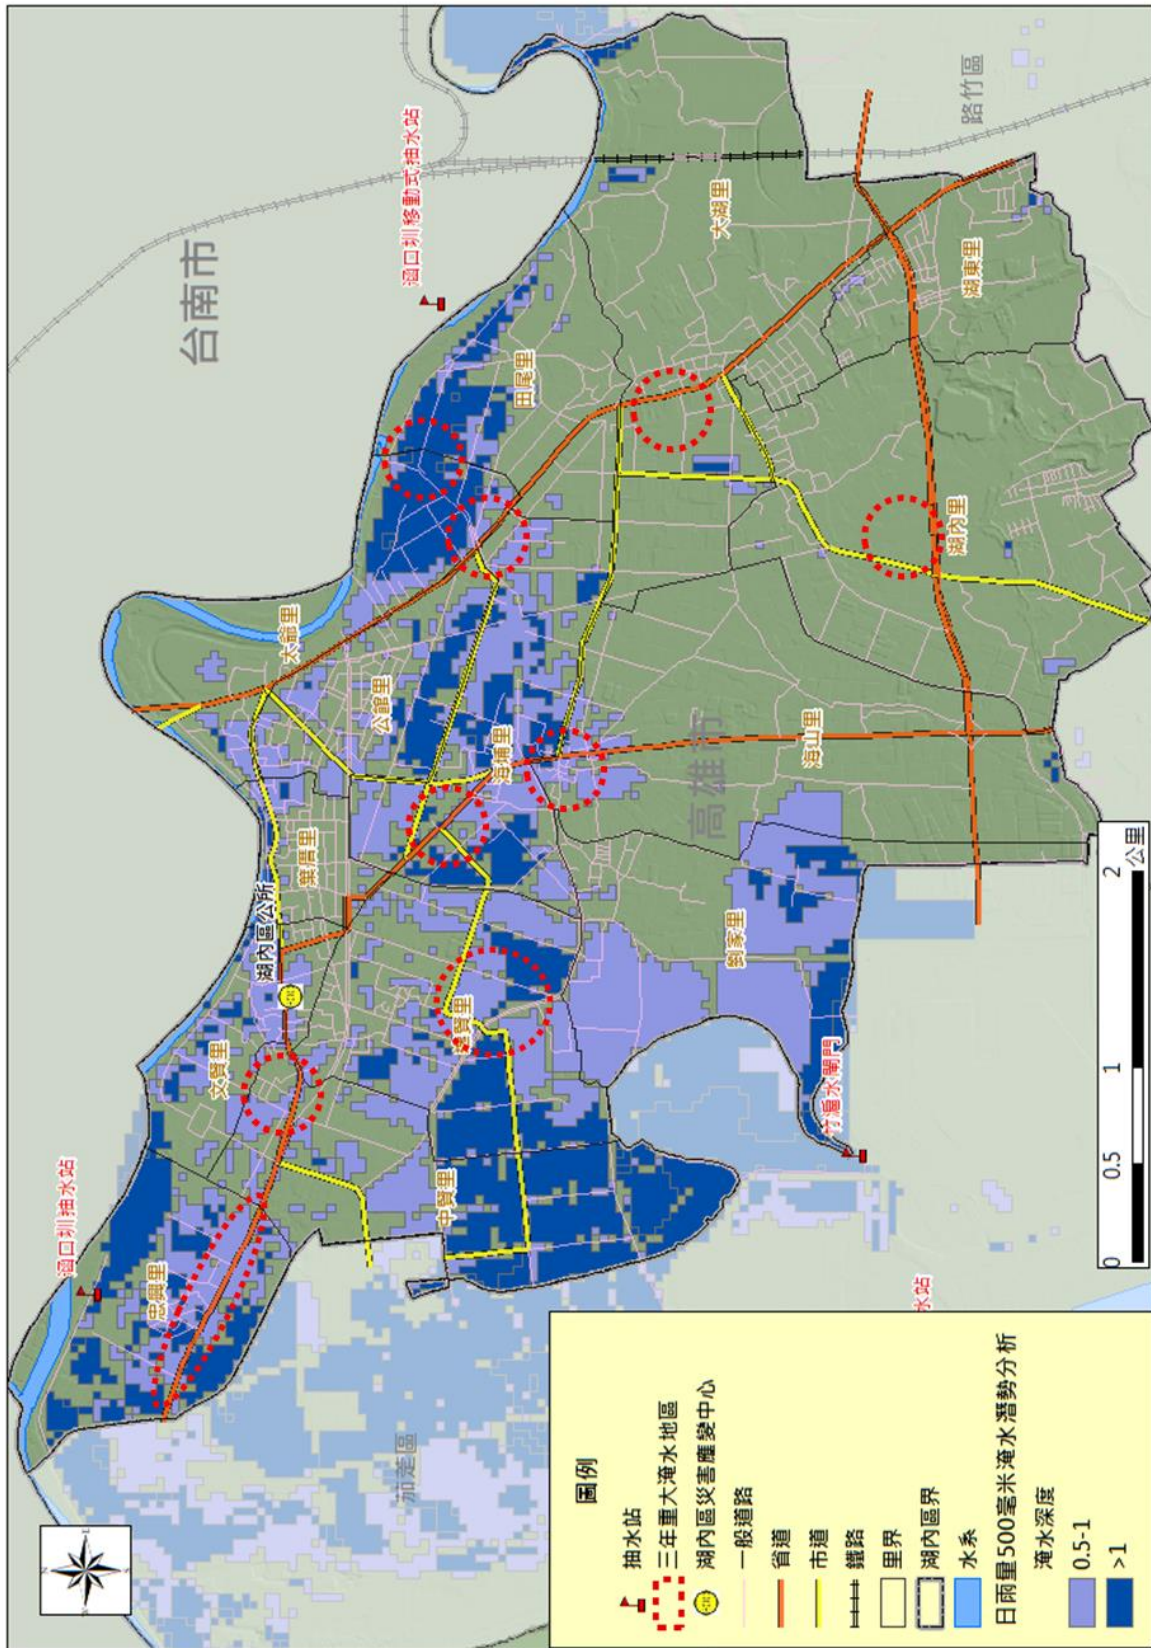 台南市
路竹區
涵口圳移動式抽水站
大湖里
湖東里
田尾里
太爺里
公館里
湖內里
海埔里
海山里
高雄市
葉厝里
湖內區公所
劉家里
文賢里
逸賢里
竹滬水閘門
涵口圳抽水站
忠興里
中賢里
水站
茄萣區
圖例
抽水站
三年重大淹水地區
湖內區災害應變中心
一般道路
省道
市道
鐵路
里界
湖內區界
水系
日雨量500毫米淹水潛勢分析
淹水深度
0.5-1
>1
0 0.5 1 2
公里